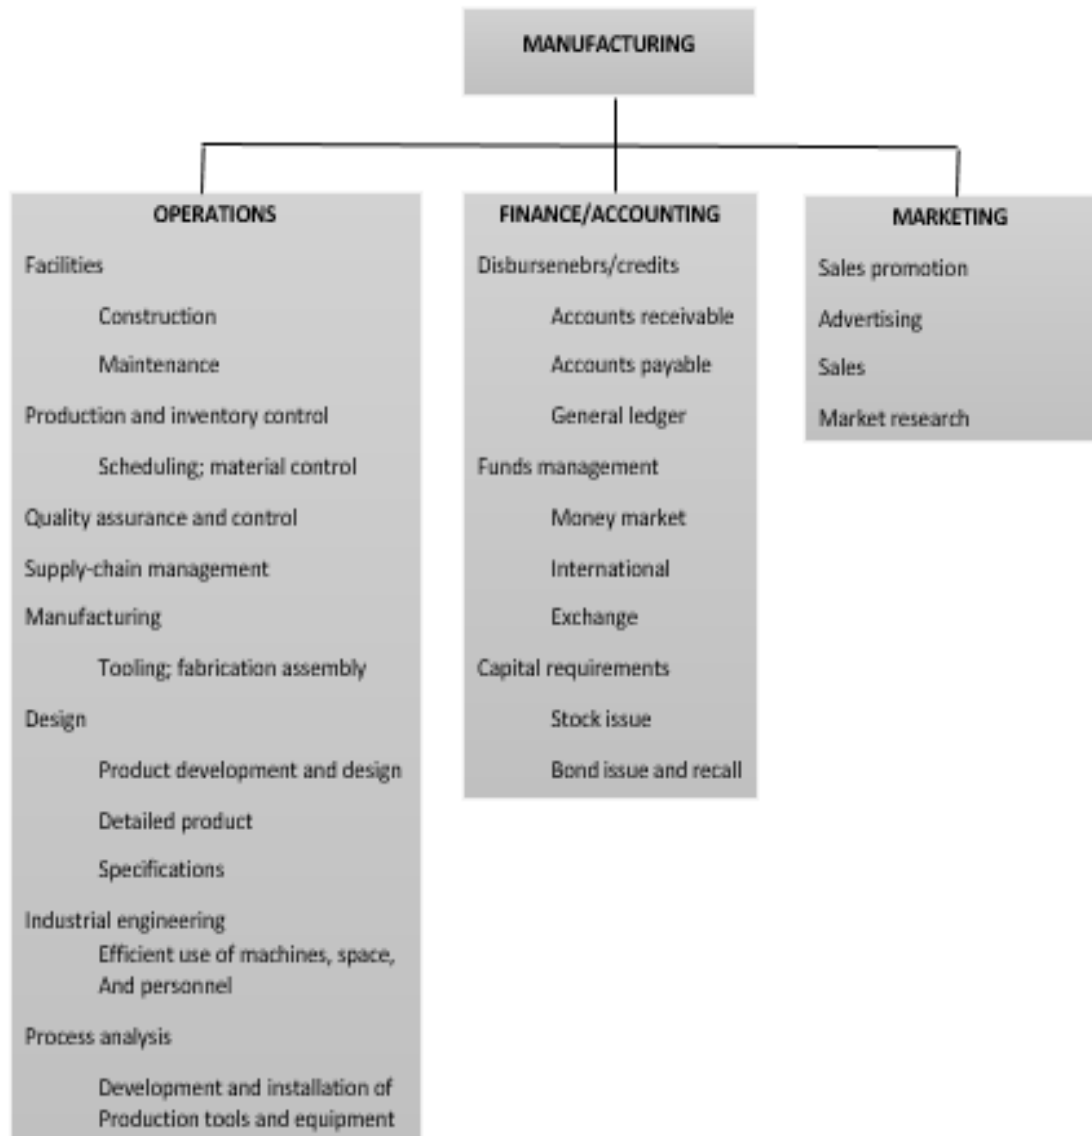 MANUFACTURING
OPERATIONS
Facilities
Construction
Maintenance
Production and inventory control
Scheduling; material control
Quality assurance and control
Supply-chain management
Manufacturing
Tooling; fabrication assembly
Design
Product development and design
Detailed product
Specifications
Industrial engineering
Efficient use of machines, space,
And personnel
Process analysis
Development and installation of
Production tools and equipment
FINANCE/ACCOUNTING
Disbursenebrs/credits
Accounts receivable
Accounts payable
General ledger
Funds management
Money market
International
Exchange
Capital requirements
Stock issue
Bond issue and recall
MARKETING
Sales promotion
Advertising
Sales
Market research